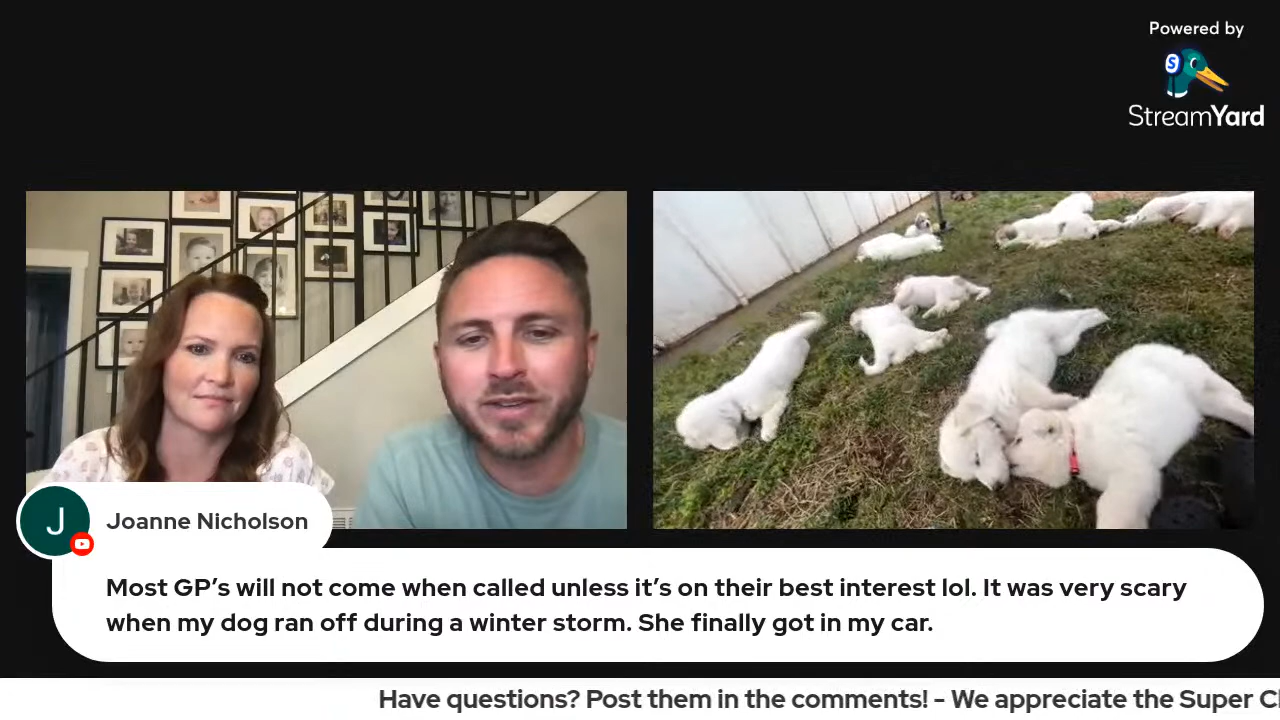 Powered by
S
StreamYard
J
Joanne Nicholson
Most GP’s will not come when called unless it’s on their best interest lol. It was very scary
when my dog ran off during a winter storm. She finally got in my car.
Have questions? Post them in the comments! - We appreciate the Super C